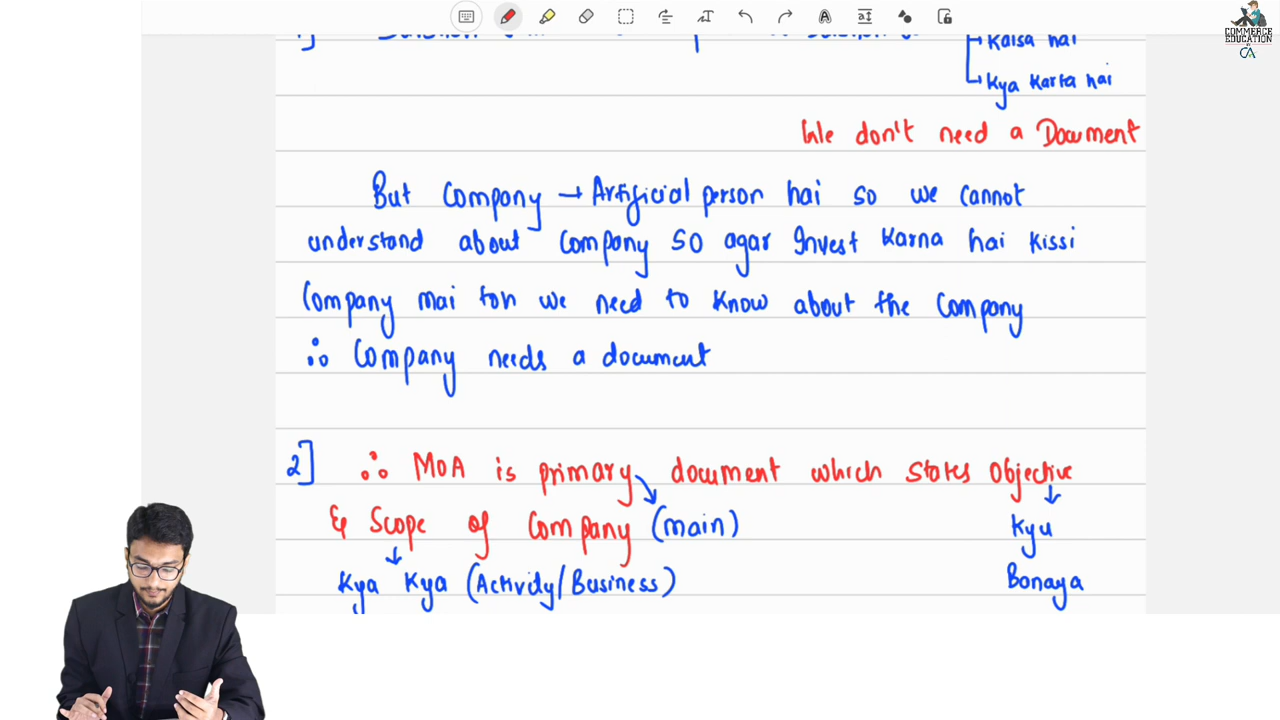 COMMERCE
EDUCATION
BY
CA
Kaisa hai
Kya Karta hai
We don't need a Document
But Company → Artificial person hai so we cannot
understand about Company so agar Invest Karna hai kissi
Company mai toh we need to know about the Company
∴ Company needs a document
2] ∴ MOA is primary document which states Objective
& Scope of Company (main) Kyu
Kya Kya (Activity/Business) Banaya